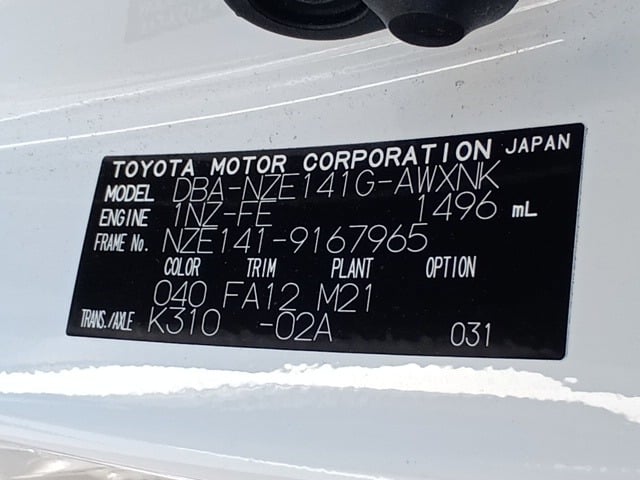 TOYOTA MOTOR CORPORATION JAPAN
MODEL DBA-NZE141G-AWXNK
ENGINE 1NZ-FE 1496 mL
FRAME No. NZE141-9167965
COLOR TRIM PLANT OPTION
040 FA12 M21
TRANS./AXLE K310 -02A 031